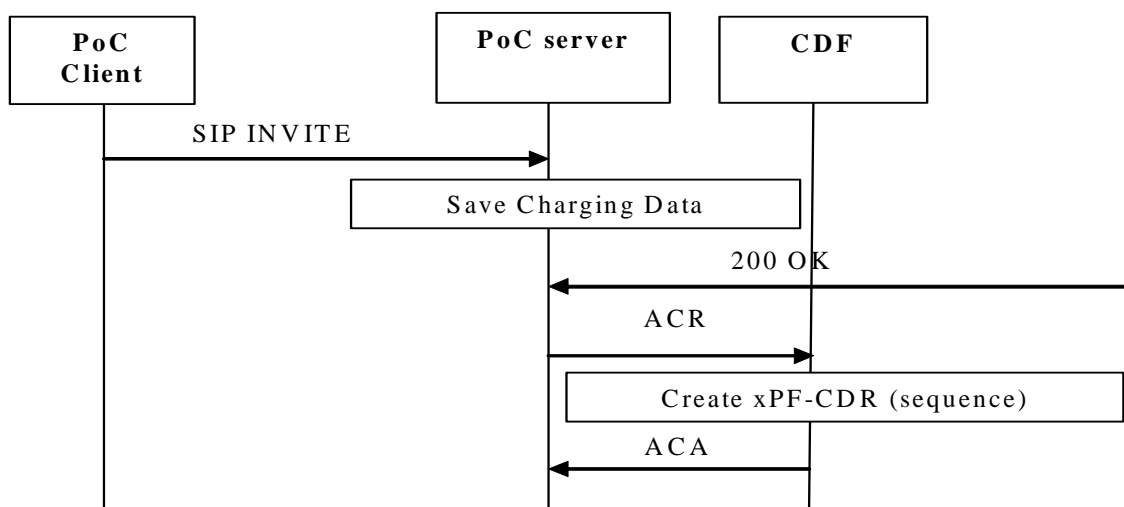 PoC
Client
PoC server
CDF
SIP INVITE
Save Charging Data
200 OK
ACR
Create xPF-CDR (sequence)
ACA